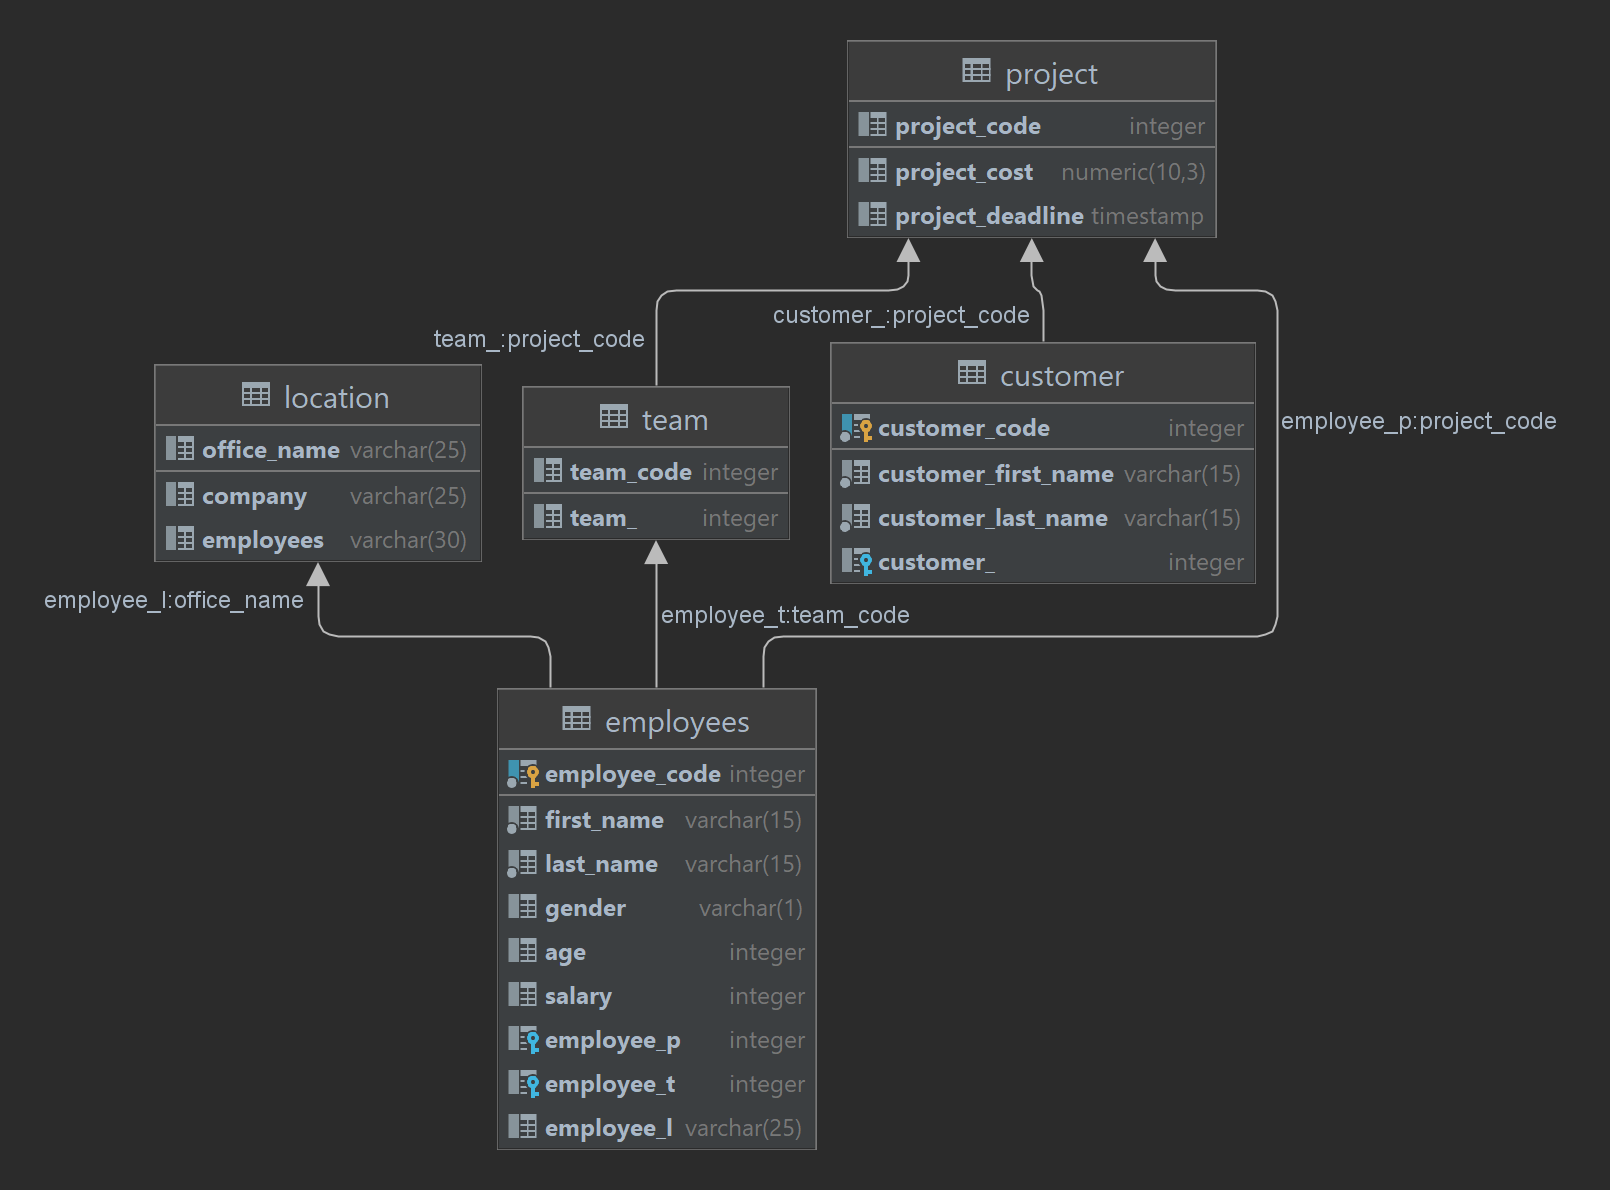 project
project_code integer
project_cost numeric(10,3)
project_deadline timestamp
team_:project_code
customer_:project_code
employee_p:project_code
location
office_name varchar(25)
company varchar(25)
employees varchar(30)
team
team_code integer
team_ integer
customer
customer_code integer
customer_first_name varchar(15)
customer_last_name varchar(15)
customer_ integer
employee_l:office_name
employee_t:team_code
employees
employee_code integer
first_name varchar(15)
last_name varchar(15)
gender varchar(1)
age integer
salary integer
employee_p integer
employee_t integer
employee_l varchar(25)